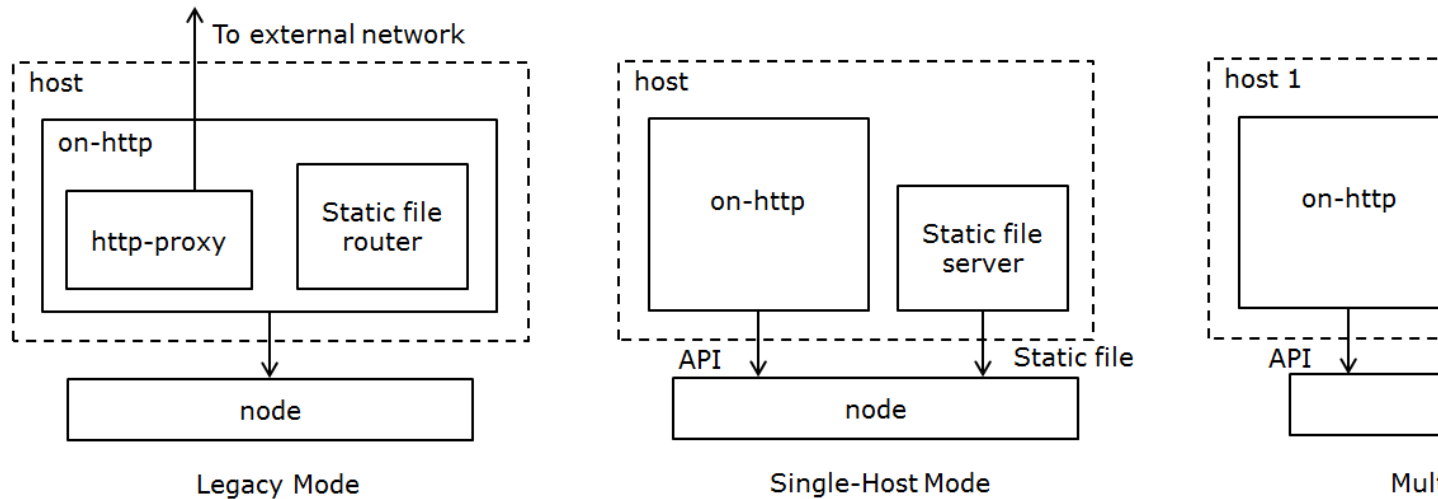 To external network
host
on-http
http-proxy
Static file
router
node
Legacy Mode
host
on-http
Static file
server
API
Static file
node
Single-Host Mode
host 1
on-http
API